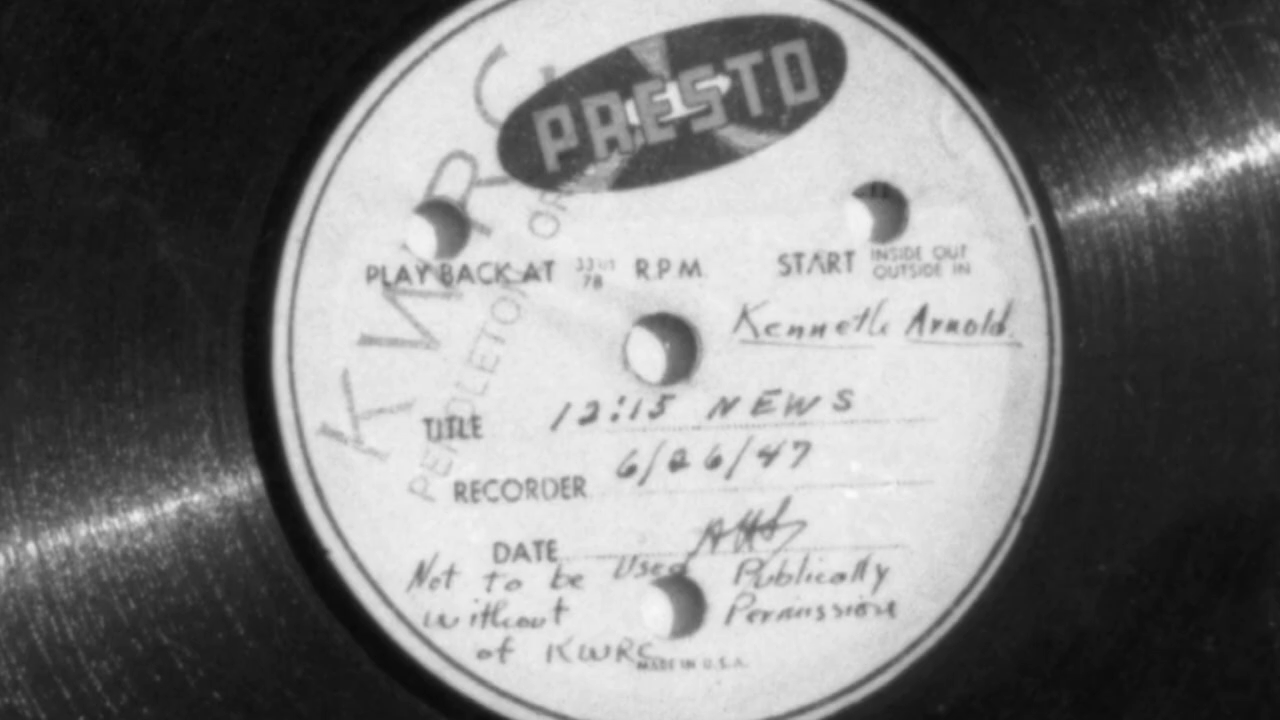 PRESTO
KWRC
PENDLETON OR
PLAY BACK AT 33 1/3 78 R.P.M.
START INSIDE OUT OUTSIDE IN
Kenneth Arnold.
TITLE 12:15 NEWS
RECORDER 6/26/47
DATE
Not to be Used Publically
without Permission
of KWRC
MADE IN U.S.A.